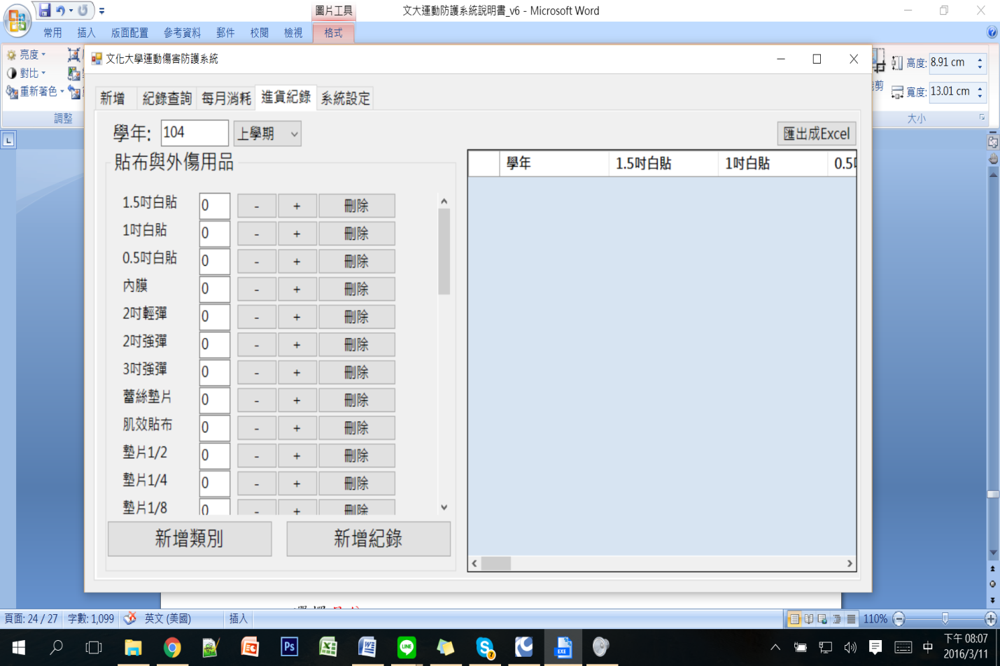 圖片工具
文大運動防護系統說明書_v6 - Microsoft Word
常用 插入 版面配置 參考資料 郵件 校閱 檢視 格式
亮度
對比
重新著色
調整
高度: 8.91 cm
剪 寬度: 13.01 cm
大小
文化大學運動傷害防護系統
新增 紀錄查詢 每月消耗 進貨紀錄 系統設定
學年: 104 上學期 匯出成Excel
貼布與外傷用品
學年 1.5吋白貼 1吋白貼 0.5吋
1.5吋白貼 0 - + 刪除
1吋白貼 0 - + 刪除
0.5吋白貼 0 - + 刪除
內膜 0 - + 刪除
2吋輕彈 0 - + 刪除
2吋強彈 0 - + 刪除
3吋強彈 0 - + 刪除
蕾絲墊片 0 - + 刪除
肌效貼布 0 - + 刪除
墊片1/2 0 - + 刪除
墊片1/4 0 - + 刪除
墊片1/8 0 - + 刪除
新增類別 新增紀錄
頁面: 24 / 27 字數: 1,099 英文 (美國) 插入 110%
Ps LINE EXE 中 下午 08:07
2016/3/11